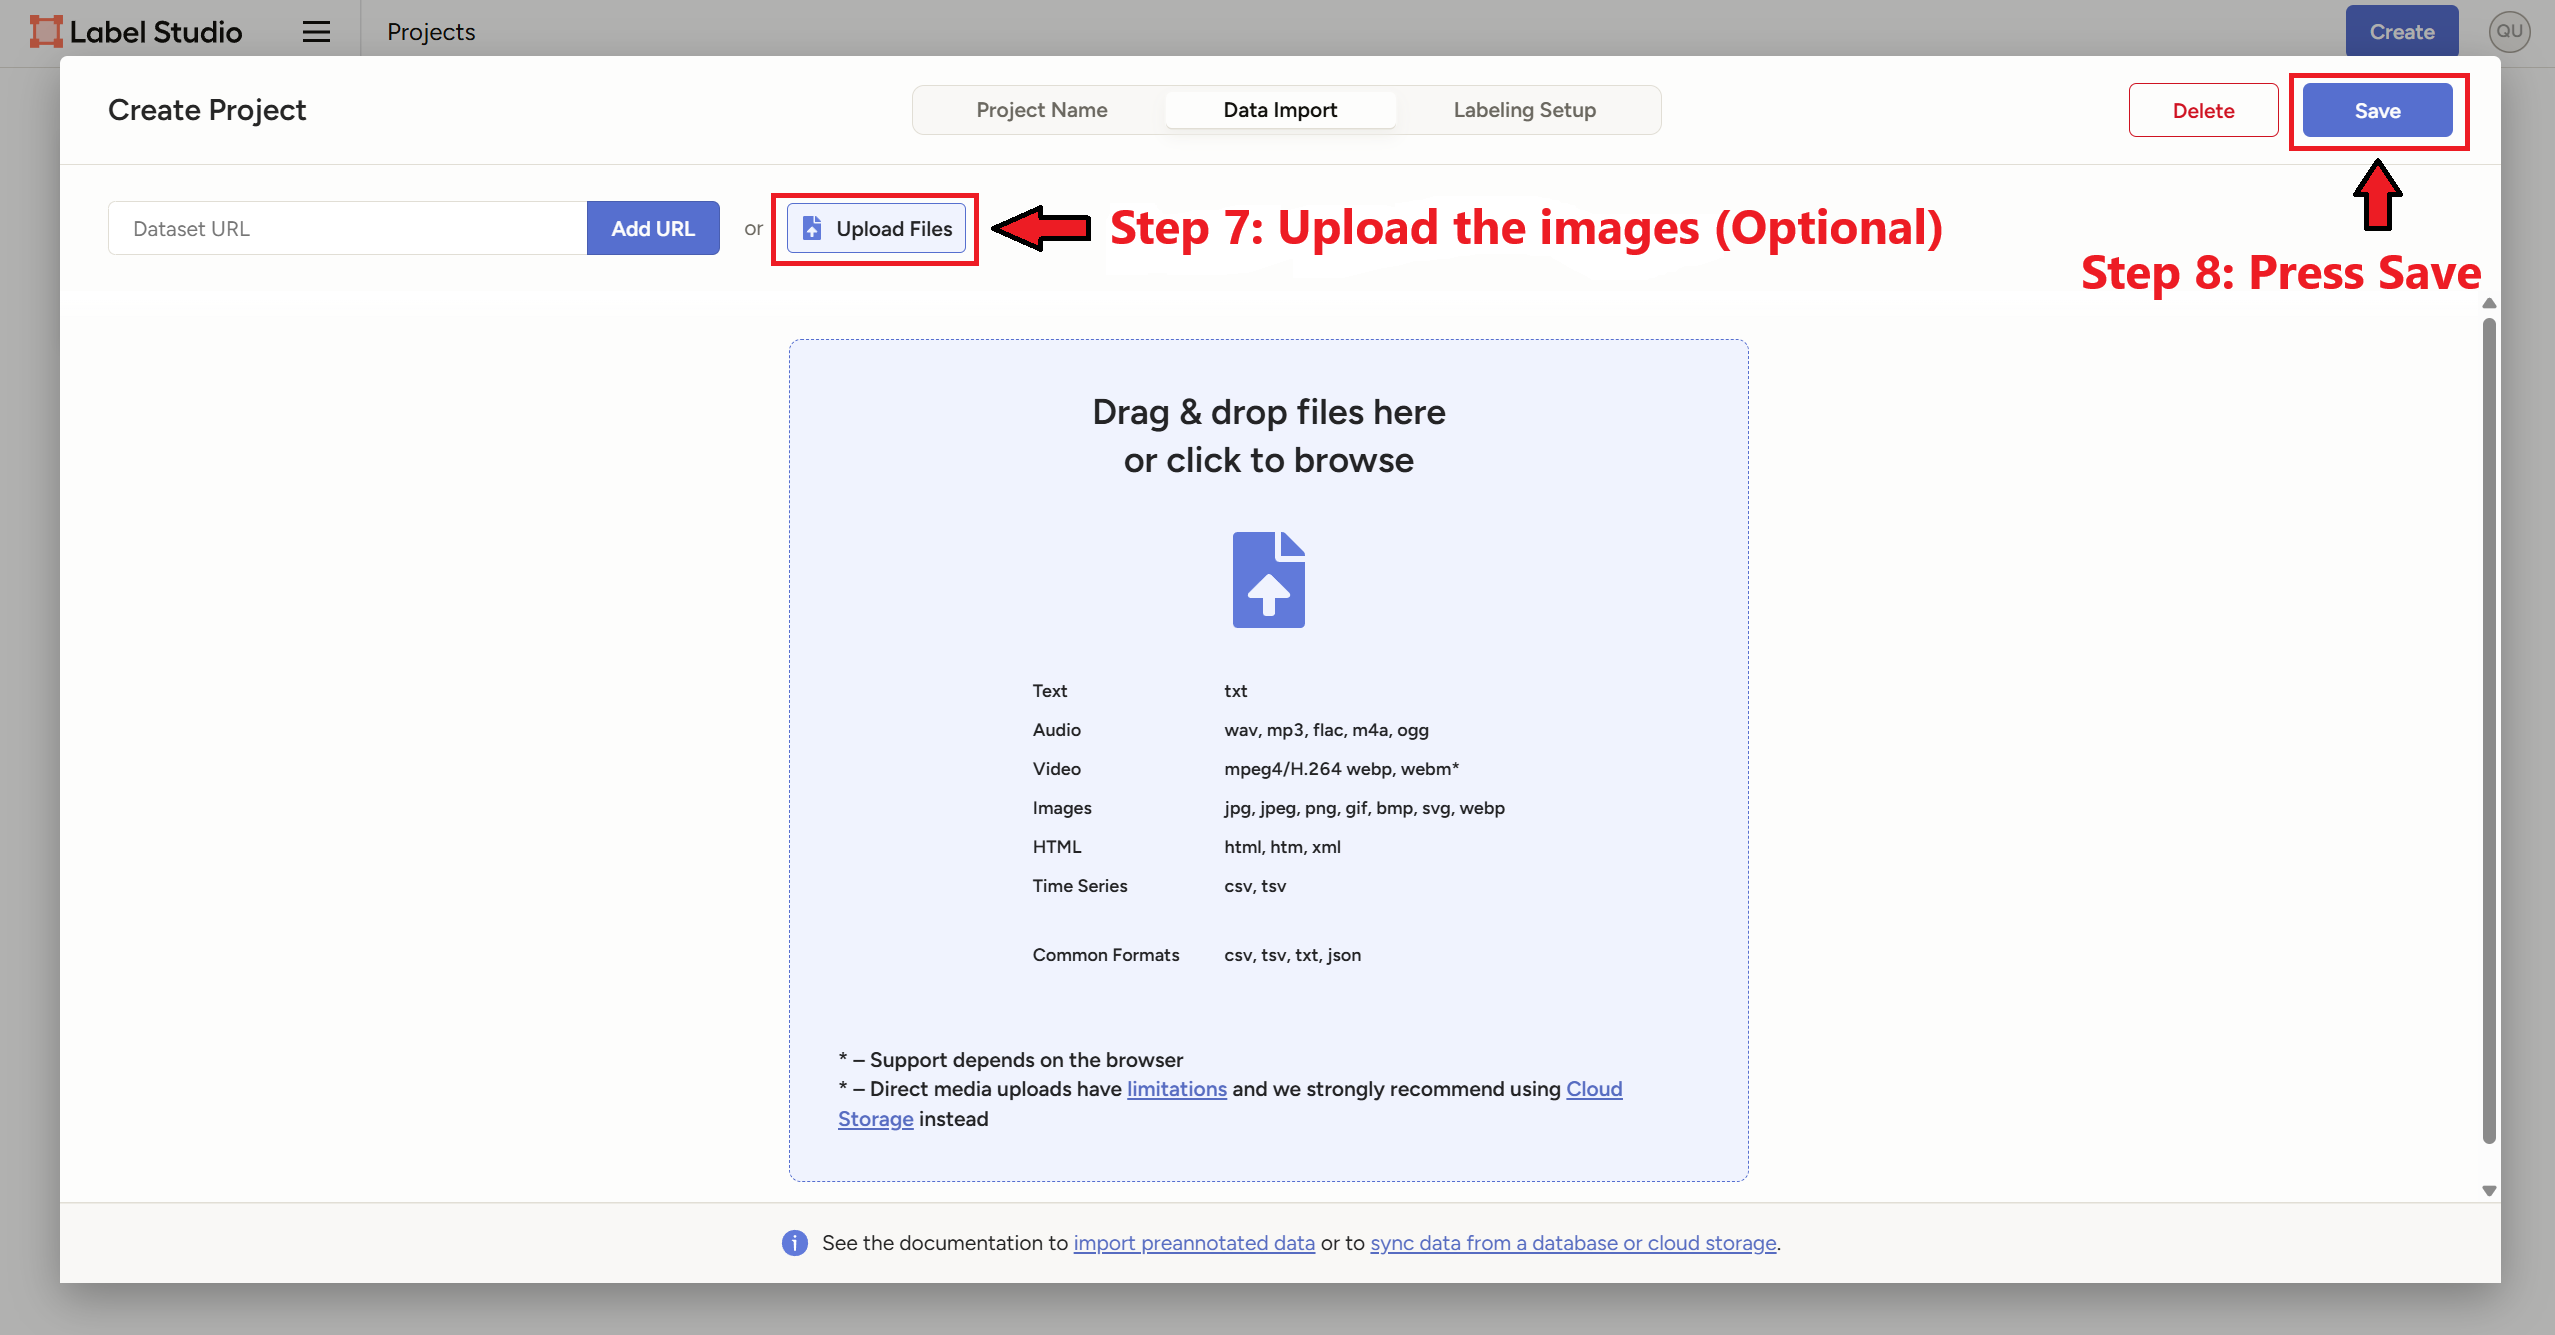 Label Studio
Projects
Create
QU
Create Project
Project Name
Data Import
Labeling Setup
Delete
Save
Dataset URL
Add URL
or
Upload Files
Step 7: Upload the images (Optional)
Step 8: Press Save
Drag & drop files here
or click to browse
Text txt
Audio wav, mp3, flac, m4a, ogg
Video mpeg4/H.264 webp, webm*
Images jpg, jpeg, png, gif, bmp, svg, webp
HTML html, htm, xml
Time Series csv, tsv
Common Formats csv, tsv, txt, json
* – Support depends on the browser
* – Direct media uploads have limitations and we strongly recommend using Cloud
Storage instead
See the documentation to import preannotated data or to sync data from a database or cloud storage.